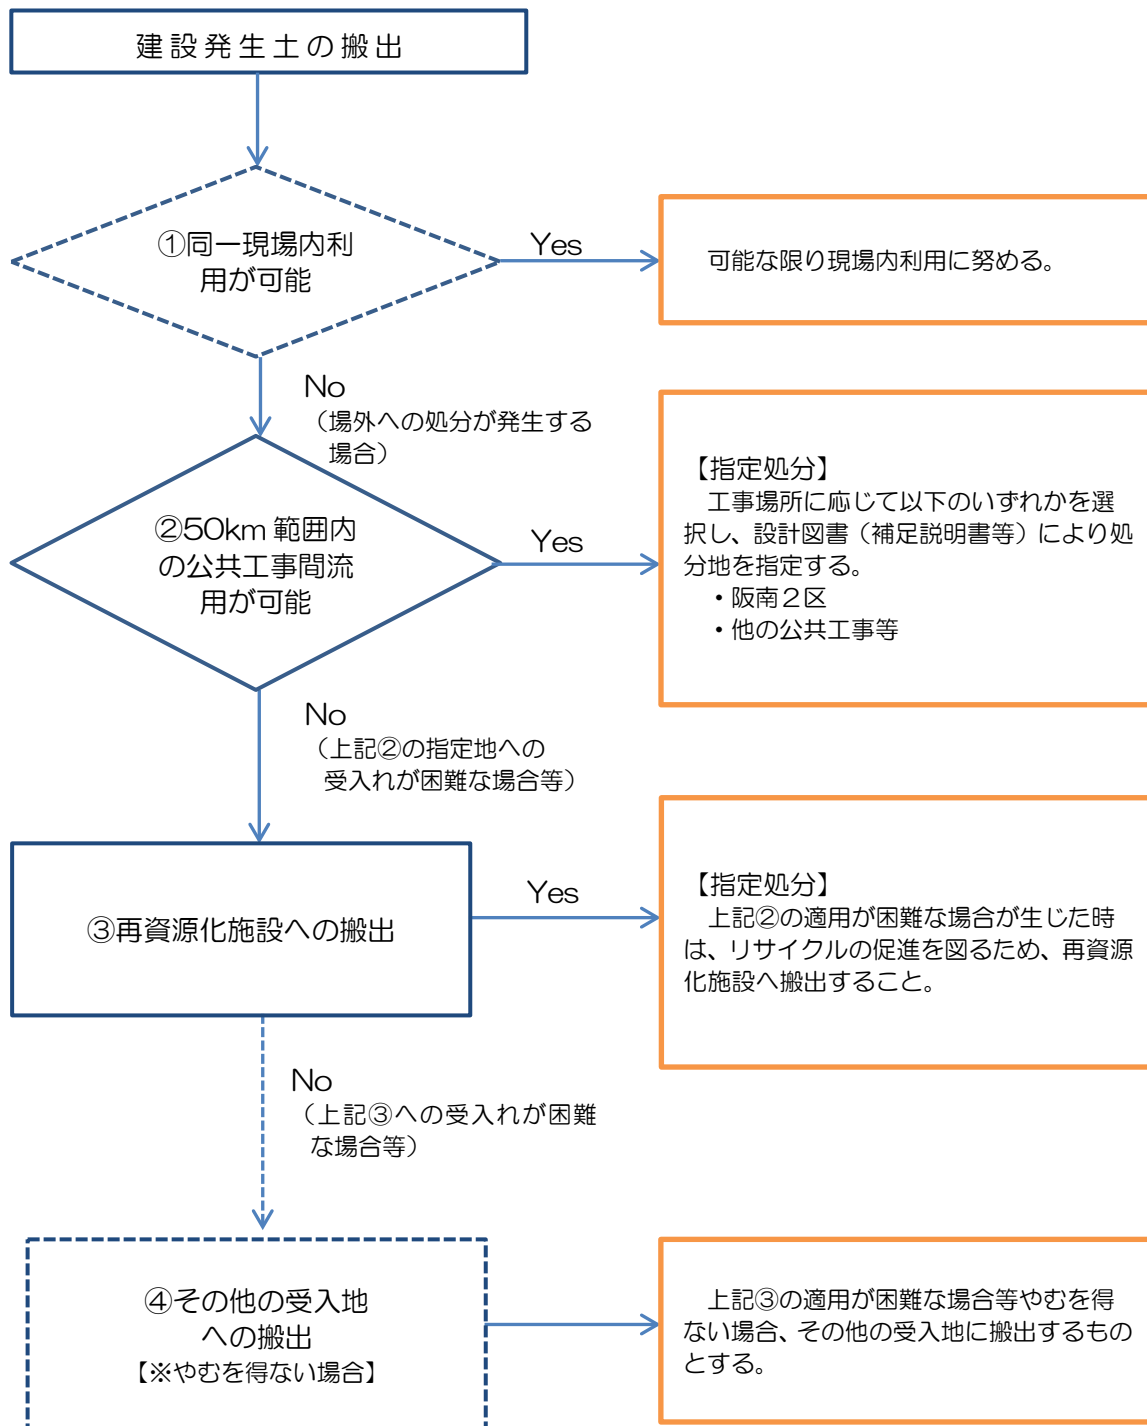 建設発生土の搬出
①同一現場内利
用が可能
Yes
可能な限り現場内利用に努める。
No
（場外への処分が発生する
場合）
②50km 範囲内
の公共工事間流
用が可能
Yes
【指定処分】
工事場所に応じて以下のいずれかを選
択し、設計図書（補足説明書等）により処
分地を指定する。
・阪南２区
・他の公共工事等
No
（上記②の指定地への
受入れが困難な場合等）
③再資源化施設への搬出
Yes
【指定処分】
上記②の適用が困難な場合が生じた時
は、リサイクルの促進を図るため、再資源
化施設へ搬出すること。
No
（上記③への受入れが困難
な場合等）
④その他の受入地
への搬出
【※やむを得ない場合】
上記③の適用が困難な場合等やむを得
ない場合、その他の受入地に搬出するもの
とする。